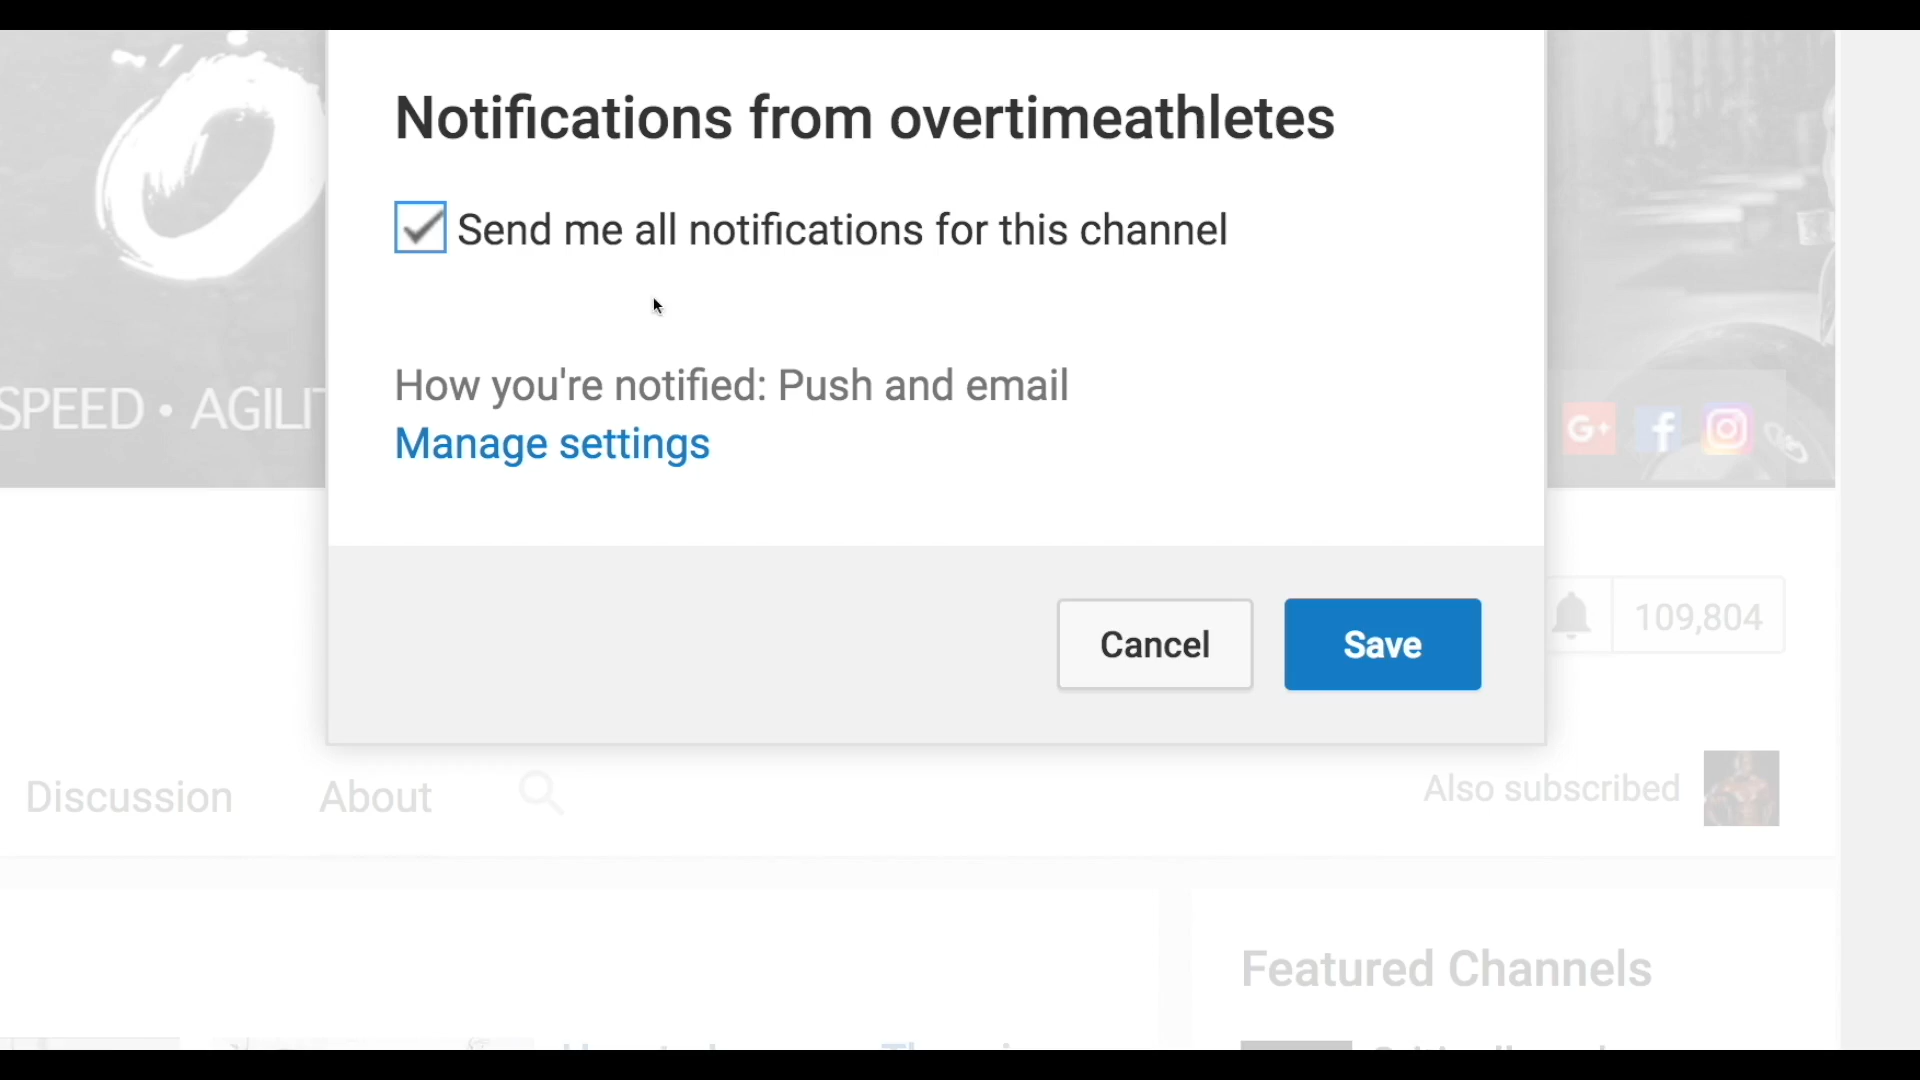 Notifications from overtimeathletes
Send me all notifications for this channel
How you're notified: Push and email
Manage settings
SPEED • AGILIT
G+
f
Cancel
Save
109,804
Discussion
About
Also subscribed
Featured Channels